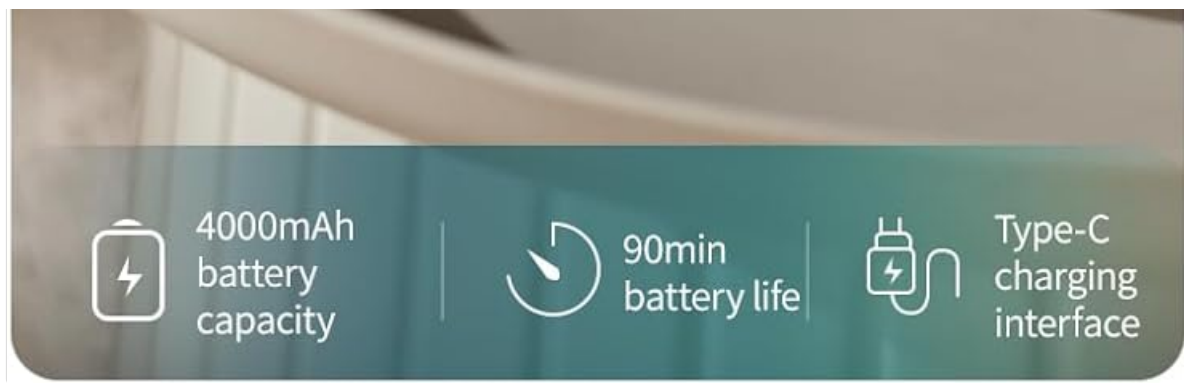 4000mAh
battery
capacity
90min
battery life
Type-C
charging
interface